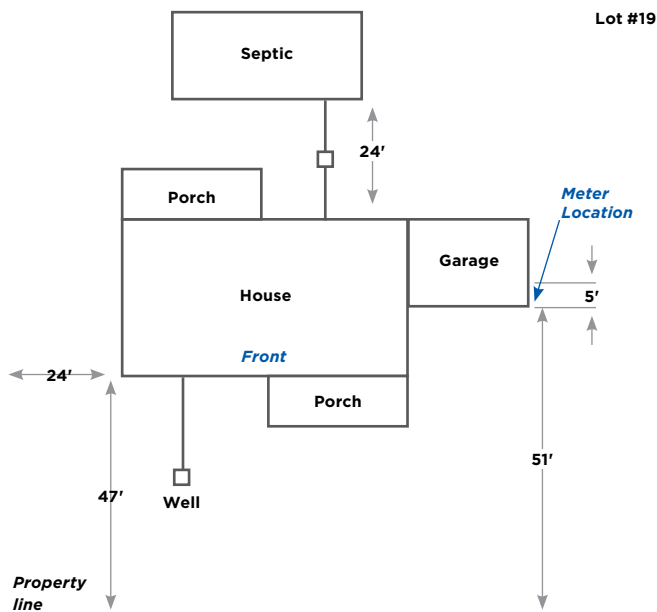 Lot #19
Septic
24'
Porch
Meter
Location
Garage
House
5'
Front
24'
Porch
51'
47'
Well
Property
line